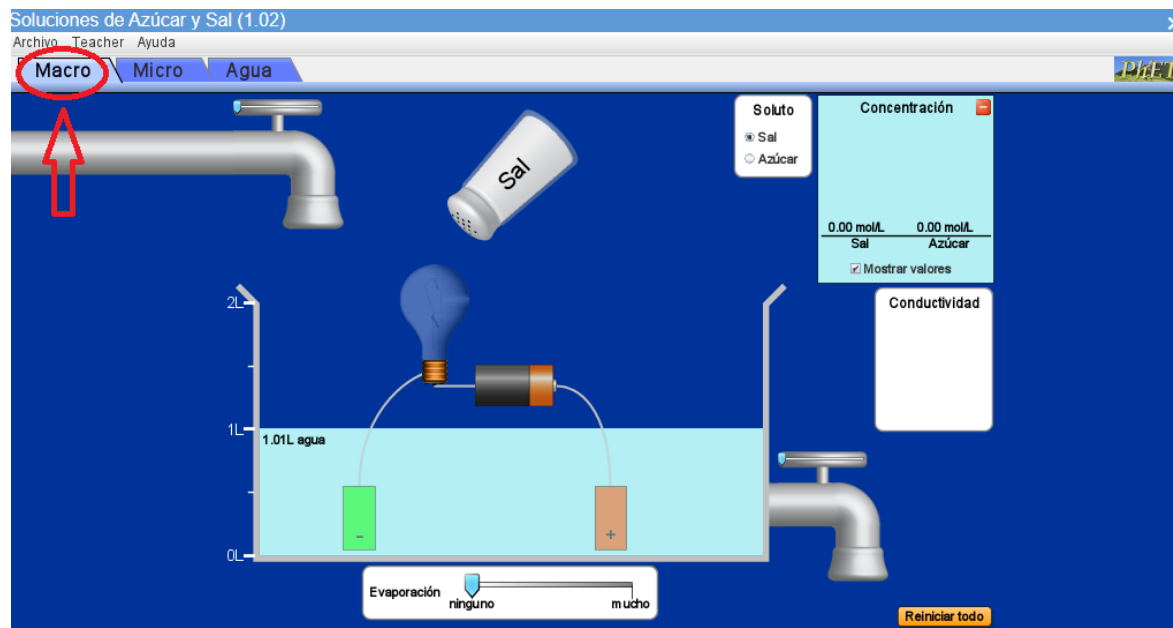 Soluciones de Azúcar y Sal (1.02)
Archivo Teacher Ayuda
Macro Micro Agua
PhET
Sal
Soluto
Sal
Azúcar
Concentración
0.00 mol/L 0.00 mol/L
Sal Azúcar
Mostrar valores
Conductividad
2L
1L
1.01L agua
0L
-
+
Evaporación
ninguno mucho
Reiniciar todo